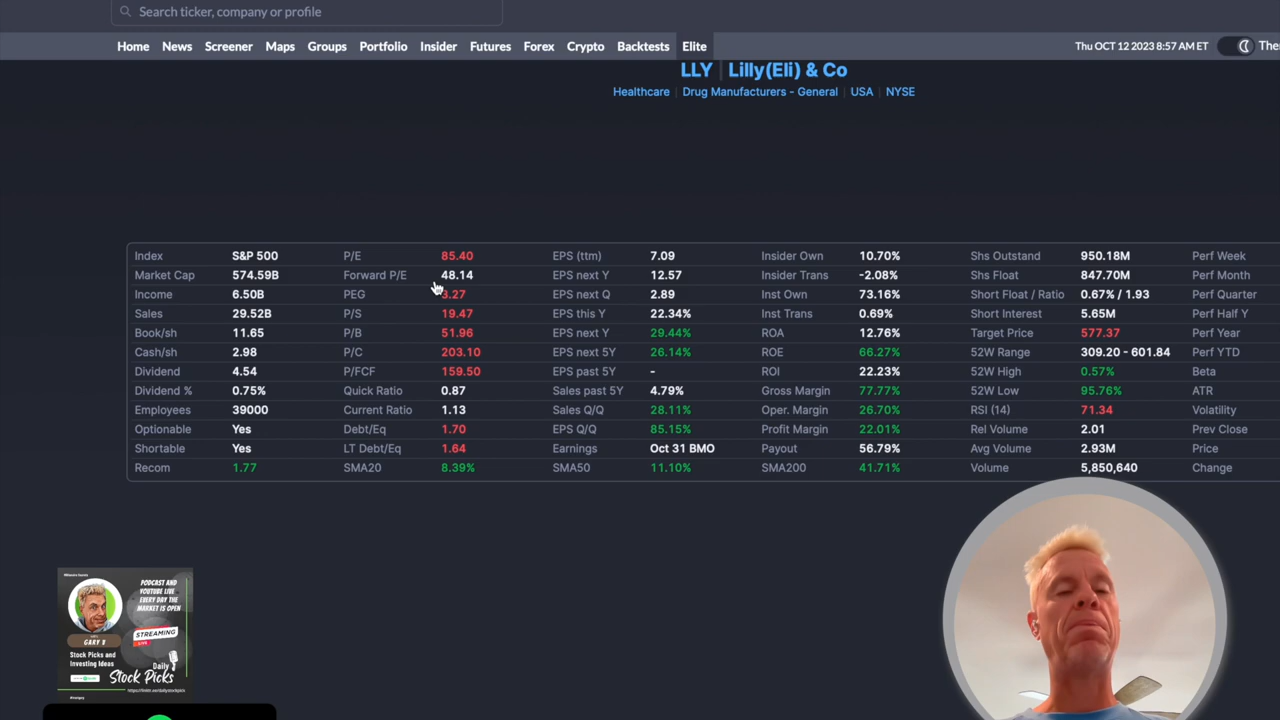 Search ticker, company or profile
Home News Screener Maps Groups Portfolio Insider Futures Forex Crypto Backtests Elite Thu OCT 12 2023 8:57 AM ET
LLY | Lilly(Eli) & Co
Healthcare | Drug Manufacturers - General | USA | NYSE
Index S&P 500 P/E 85.40 EPS (ttm) 7.09 Insider Own 10.70% Shs Outstand 950.18M Perf Week
Market Cap 574.59B Forward P/E 48.14 EPS next Y 12.57 Insider Trans -2.08% Shs Float 847.70M Perf Month
Income 6.50B PEG 3.27 EPS next Q 2.89 Inst Own 73.16% Short Float / Ratio 0.67% / 1.93 Perf Quarter
Sales 29.52B P/S 19.47 EPS this Y 22.34% Inst Trans 0.69% Short Interest 5.65M Perf Half Y
Book/sh 11.65 P/B 51.96 EPS next Y 29.44% ROA 12.76% Target Price 577.37 Perf Year
Cash/sh 2.98 P/C 203.10 EPS next 5Y 26.14% ROE 66.27% 52W Range 309.20 - 601.84 Perf YTD
Dividend 4.54 P/FCF 159.50 EPS past 5Y - ROI 22.23% 52W High 0.57% Beta
Dividend % 0.75% Quick Ratio 0.87 Sales past 5Y 4.79% Gross Margin 77.77% 52W Low 95.76% ATR
Employees 39000 Current Ratio 1.13 Sales Q/Q 28.11% Oper. Margin 26.70% RSI (14) 71.34 Volatility
Optionable Yes Debt/Eq 1.70 EPS Q/Q 85.15% Profit Margin 22.01% Rel Volume 2.01 Prev Close
Shortable Yes LT Debt/Eq 1.64 Earnings Oct 31 BMO Payout 56.79% Avg Volume 2.93M Price
Recom 1.77 SMA20 8.39% SMA50 11.10% SMA200 41.71% Volume 5,850,640 Change
PODCAST AND
YOUTUBE LIVE
EVERY DAY THE
MARKET IS OPEN
STREAMING
LIVE
Stock Picks and
Investing Ideas
Daily
Stock Picks